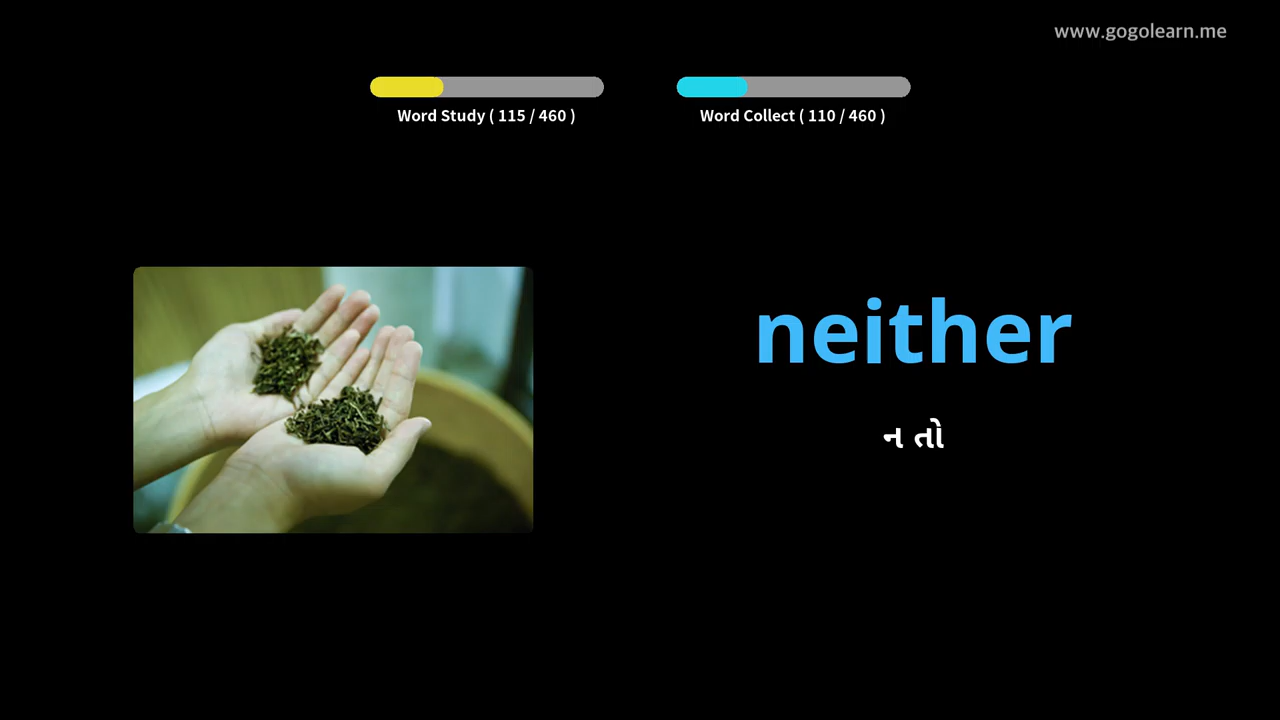 www.gogolearn.me
Word Study ( 115 / 460 )
Word Collect ( 110 / 460 )
neither
ન તો